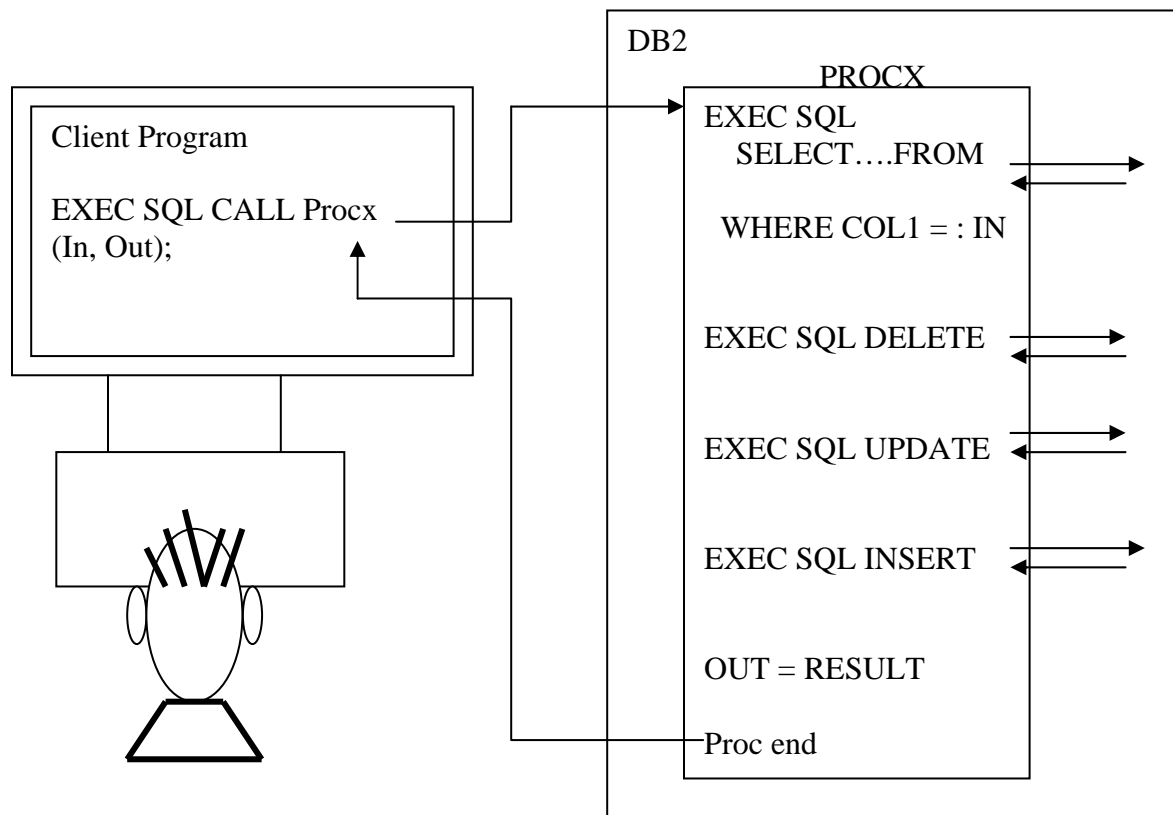 DB2
PROCX
Client Program
EXEC SQL CALL Procx
(In, Out);
EXEC SQL
SELECT….FROM
WHERE COL1 = : IN
EXEC SQL DELETE
EXEC SQL UPDATE
EXEC SQL INSERT
OUT = RESULT
Proc end